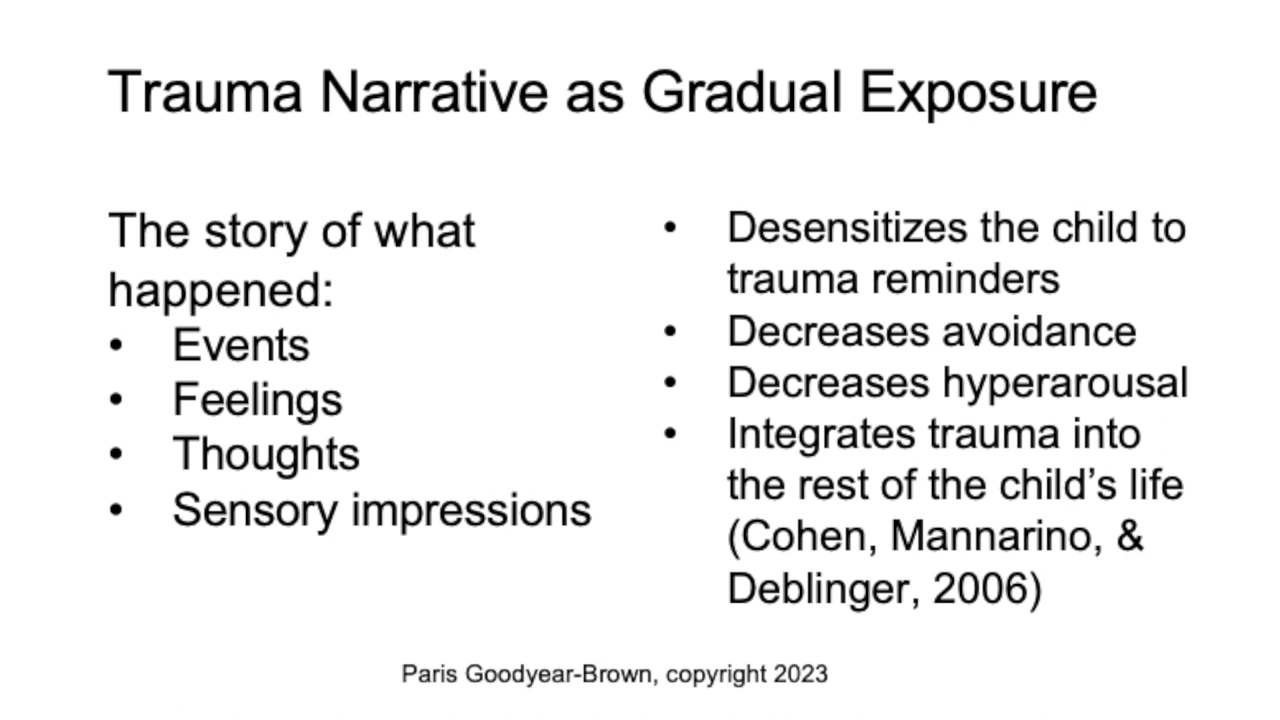 Trauma Narrative as Gradual Exposure
The story of what
happened:
• Events
• Feelings
• Thoughts
• Sensory impressions
• Desensitizes the child to
trauma reminders
• Decreases avoidance
• Decreases hyperarousal
• Integrates trauma into
the rest of the child’s life
(Cohen, Mannarino, &
Deblinger, 2006)
Paris Goodyear-Brown, copyright 2023